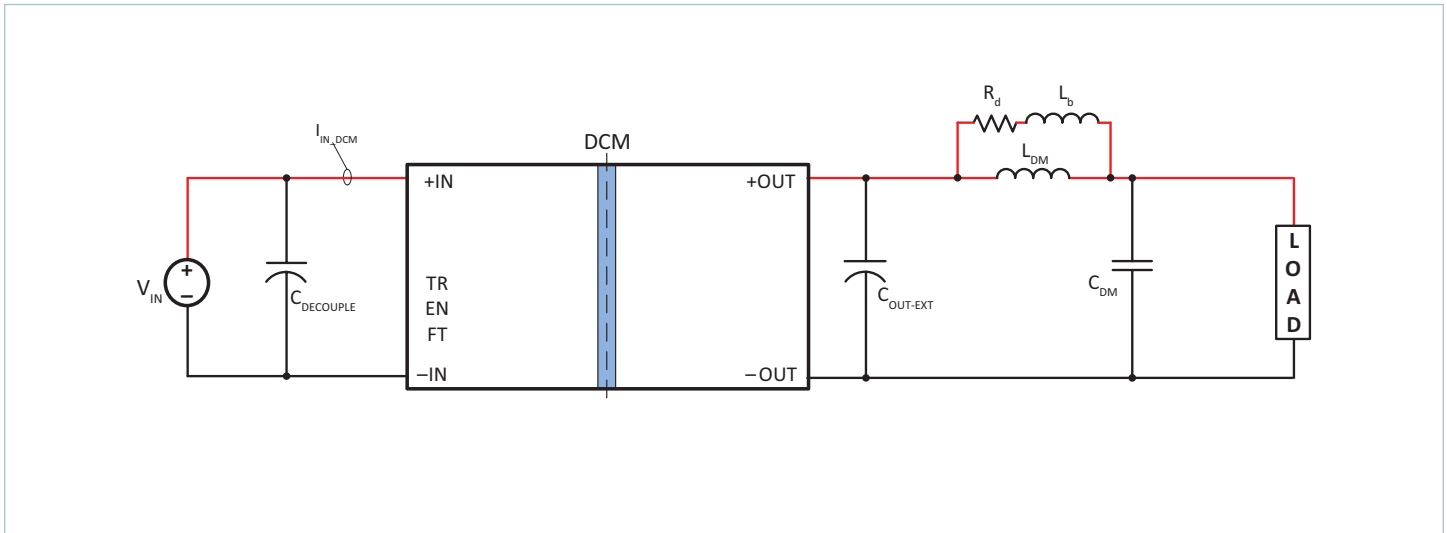 R_d
L_b
I_IN_DCM
DCM
L_DM
+IN
+OUT
V_IN
+
−
C_DECOUPLE
TR
EN
FT
C_OUT-EXT
C_DM
L
O
A
D
−IN
−OUT